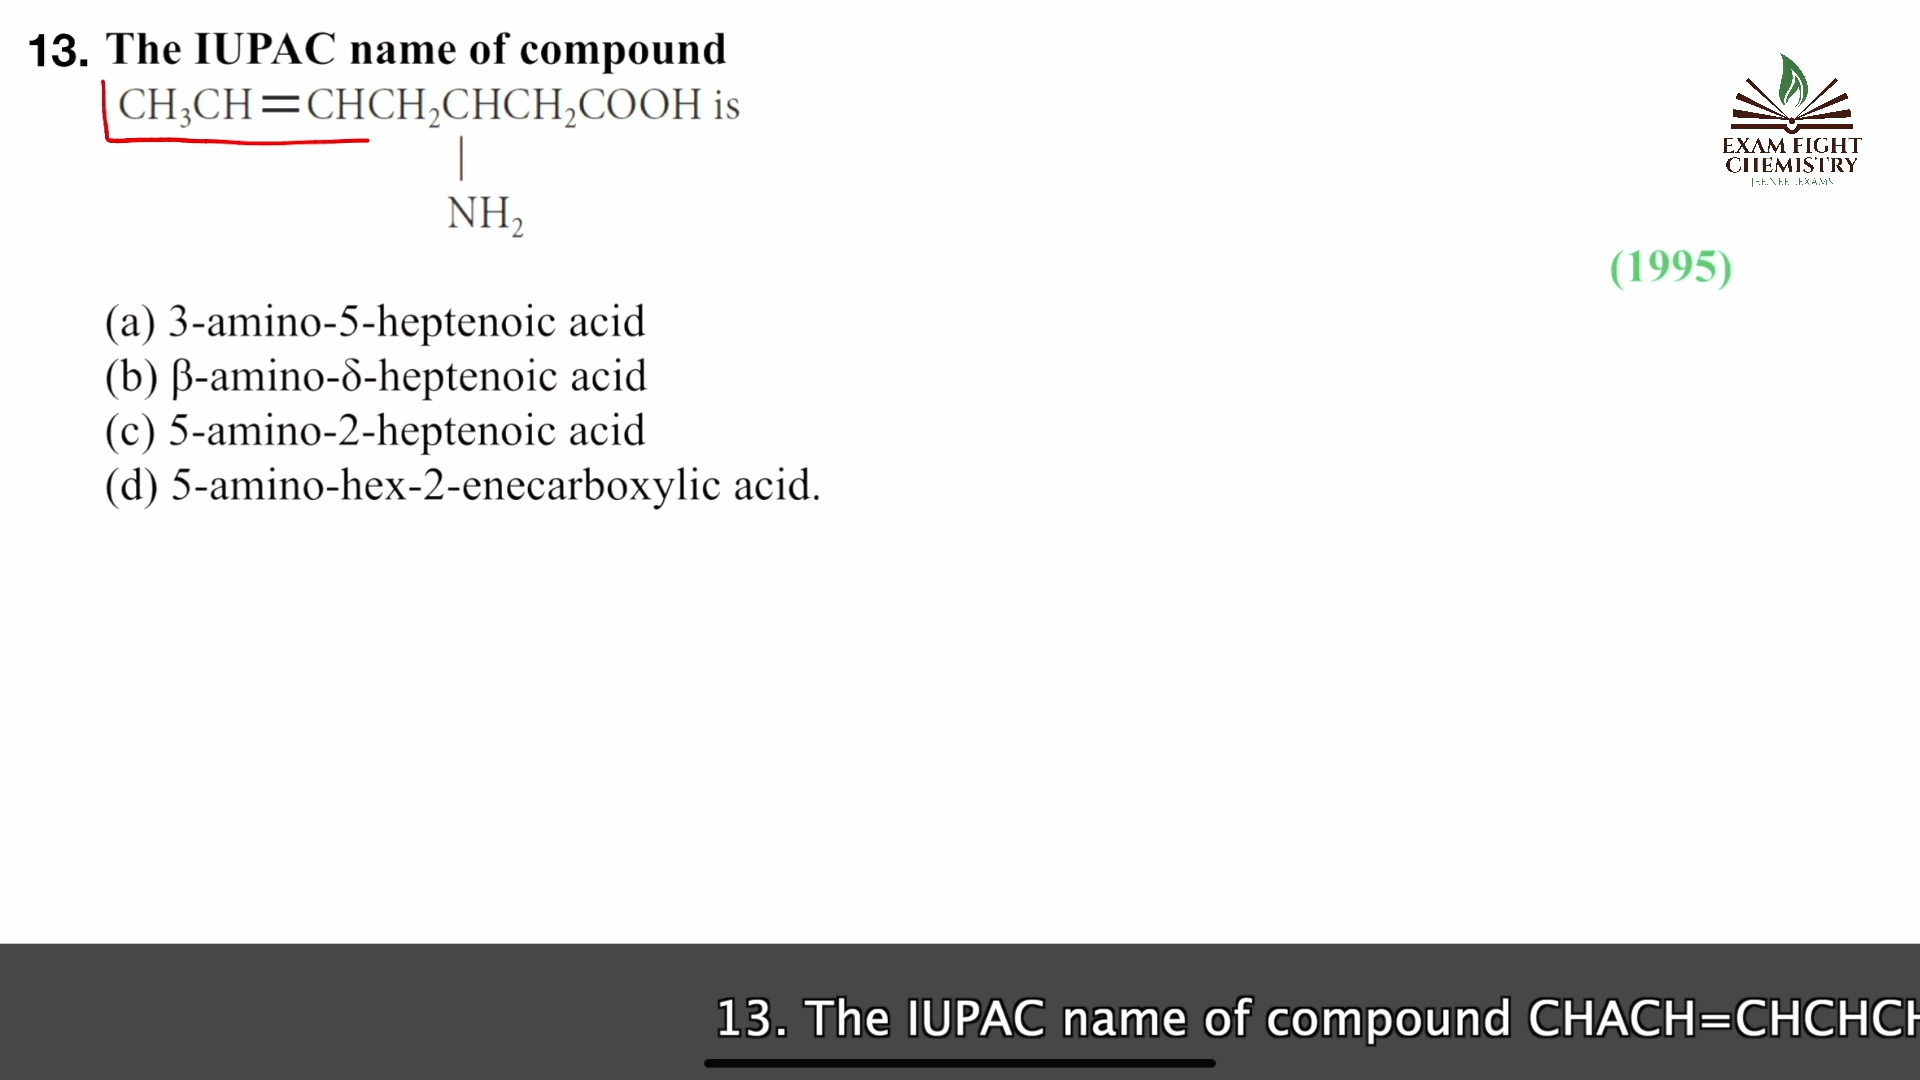 13. The IUPAC name of compound
CH₃CH=CHCH₂CHCH₂COOH is
|
NH₂
EXAM FIGHT
CHEMISTRY
(1995)
(a) 3-amino-5-heptenoic acid
(b) β-amino-δ-heptenoic acid
(c) 5-amino-2-heptenoic acid
(d) 5-amino-hex-2-enecarboxylic acid.
13. The IUPAC name of compound CHACH=CHCHCH